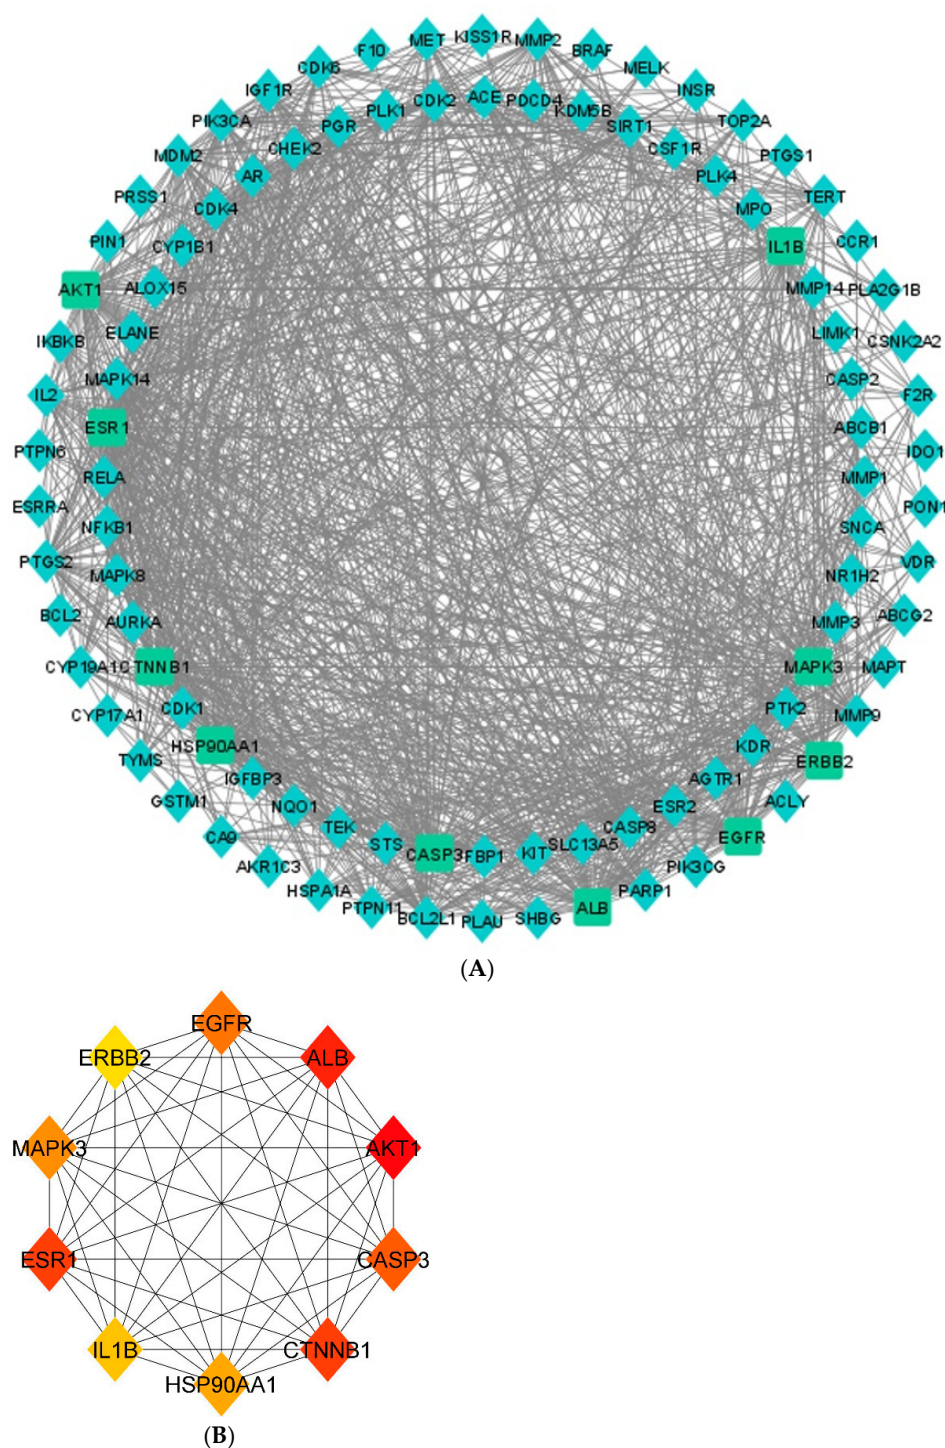 KISS1R
MET
MMP2
F10
BRAF
CDK6
MELK
IGF1R
INSR
ACE
CDK2
PDCD4
PLK1
KDM5B
PIK3CA
PGR
SIRT1
TOP2A
CHEK2
CSF1R
MDM2
PTGS1
AR
PLK4
PRSS1
TERT
CDK4
MPO
PIN1
CYP1B1
IL1B
CCR1
AKT1
ALOX15
MMP14
PLA2G1B
IKBKB
ELANE
LIMK1
CSNK2A2
MAPK14
CASP2
IL2
F2R
ESR1
ABCB1
PTPN6
IDO1
RELA
MMP1
ESRRA
PON1
NFKB1
SNCA
PTGS2
VDR
MAPK8
NR1H2
BCL2
AURKA
MMP3
ABCG2
CYP19A1
CTNNB1
MAPK3
MAPT
CYP17A1
CDK1
PTK2
MMP9
HSP90AA1
KDR
TYMS
ERBB2
IGFBP3
AGTR1
GSTM1
NQO1
ESR2
ACLY
CA9
TEK
CASP8
EGFR
STS
CASP3
FBP1
KIT
SLC13A5
AKR1C3
PIK3CG
HSPA1A
PARP1
PTPN11
ALB
BCL2L1
PLAU
SHBG
(A)
EGFR
ERBB2
ALB
MAPK3
AKT1
ESR1
CASP3
IL1B
CTNNB1
HSP90AA1
(B)